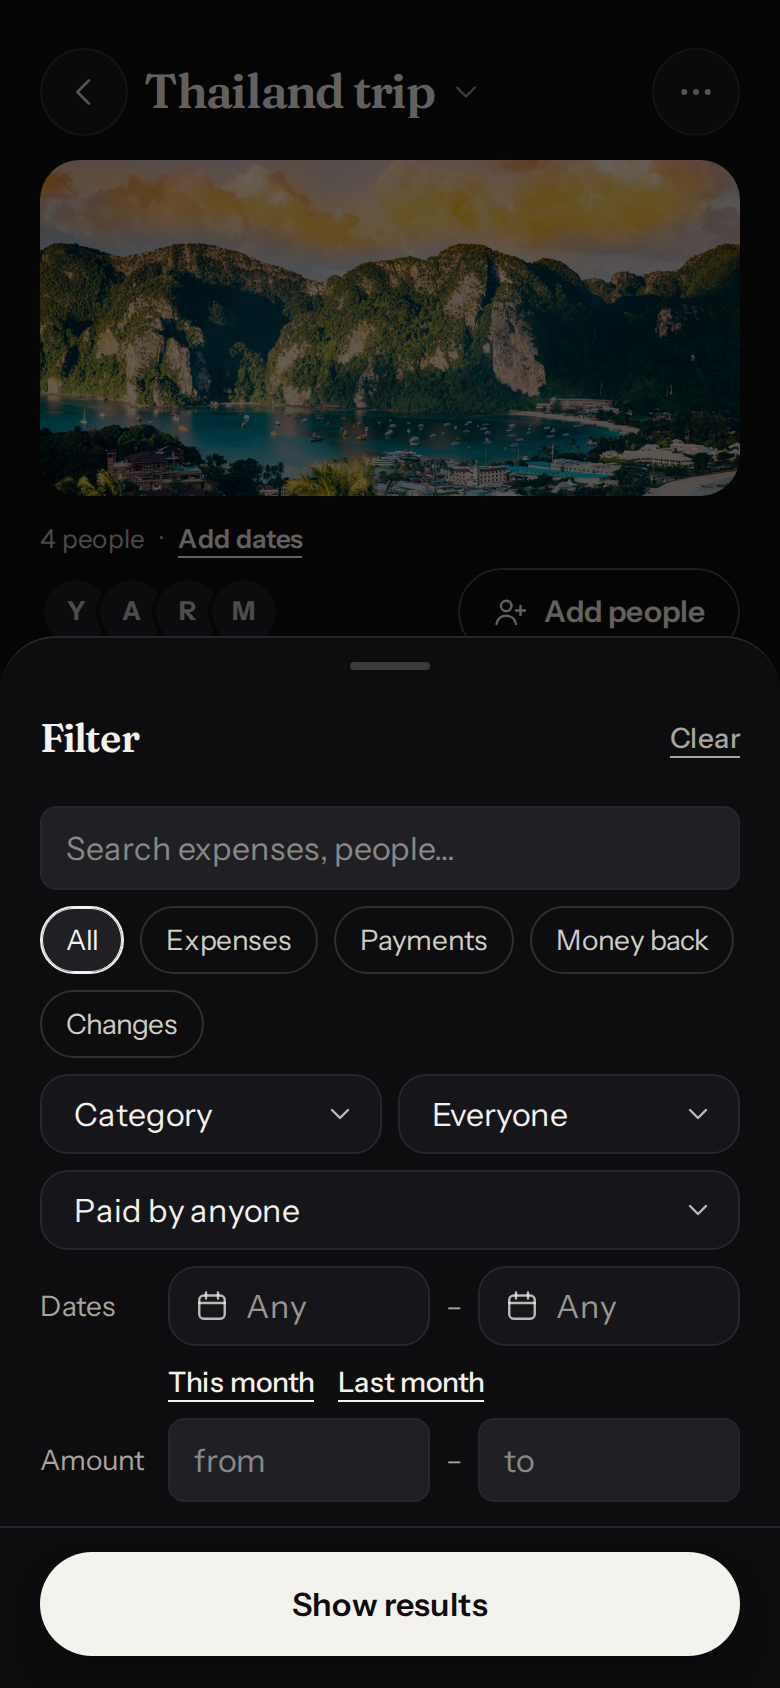 Thailand trip
4 people · Add dates
Y A R M
Add people
Filter
Clear
Search expenses, people...
All Expenses Payments Money back
Changes
Category Everyone
Paid by anyone
Dates Any – Any
This month Last month
Amount from – to
Show results